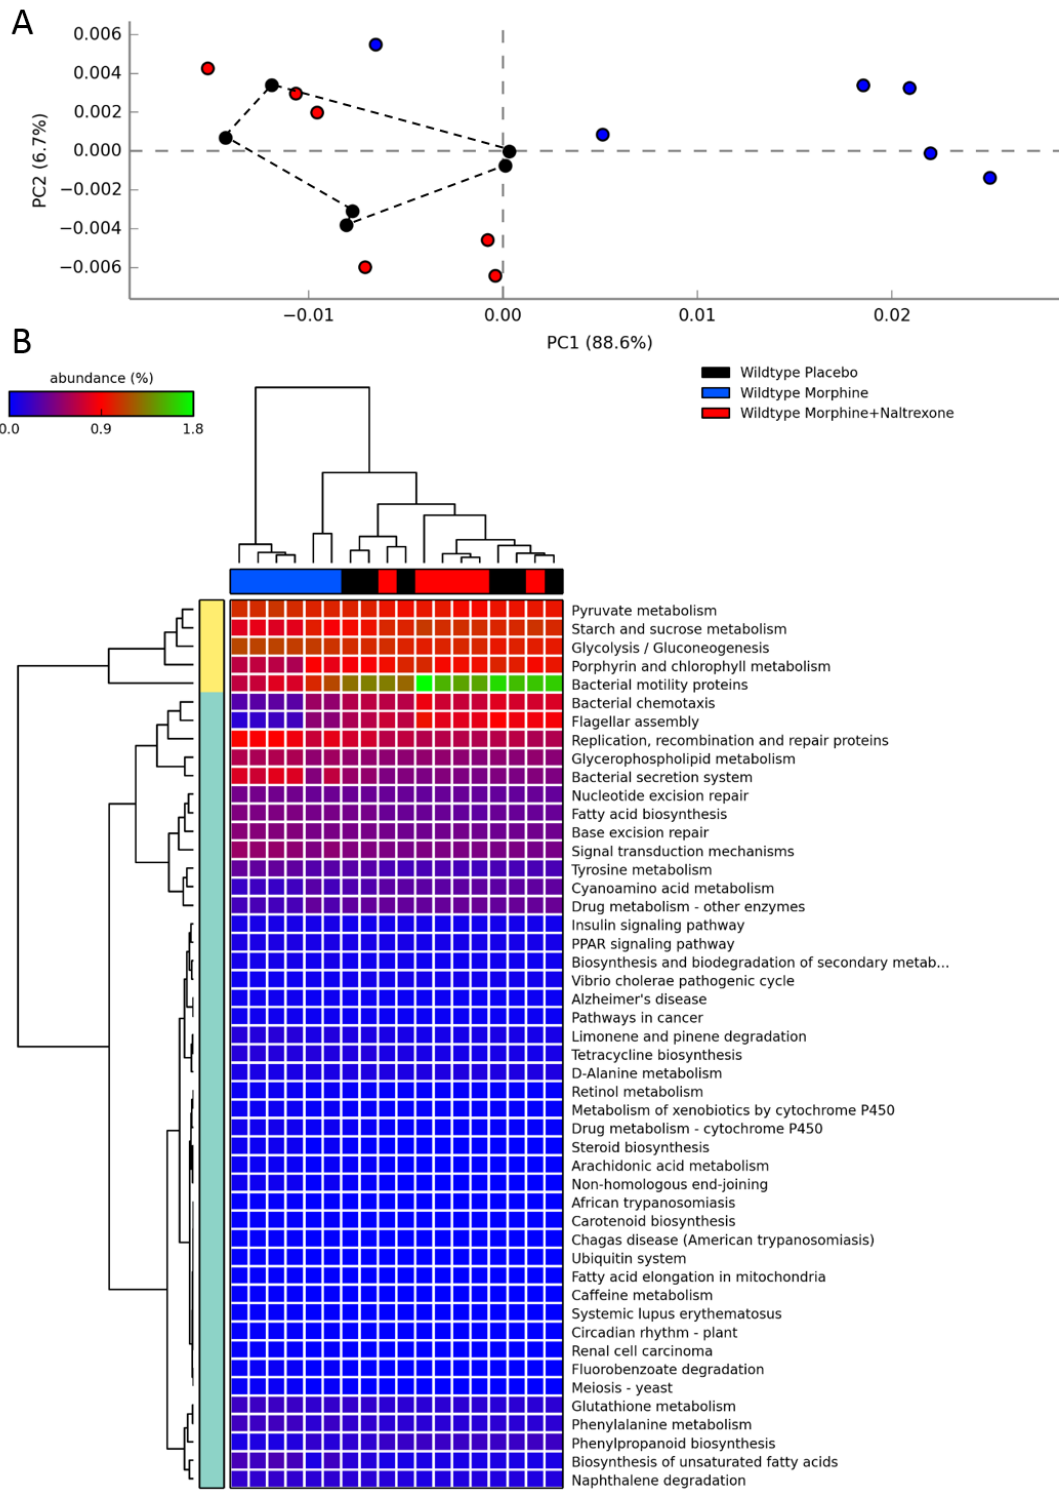 A
0.006
0.004
0.002
0.000
−0.002
−0.004
−0.006
PC2 (6.7%)
−0.01 0.00 0.01 0.02
PC1 (88.6%)
B
abundance (%)
0.0 0.9 1.8
Wildtype Placebo
Wildtype Morphine
Wildtype Morphine+Naltrexone
Pyruvate metabolism
Starch and sucrose metabolism
Glycolysis / Gluconeogenesis
Porphyrin and chlorophyll metabolism
Bacterial motility proteins
Bacterial chemotaxis
Flagellar assembly
Replication, recombination and repair proteins
Glycerophospholipid metabolism
Bacterial secretion system
Nucleotide excision repair
Fatty acid biosynthesis
Base excision repair
Signal transduction mechanisms
Tyrosine metabolism
Cyanoamino acid metabolism
Drug metabolism - other enzymes
Insulin signaling pathway
PPAR signaling pathway
Biosynthesis and biodegradation of secondary metab...
Vibrio cholerae pathogenic cycle
Alzheimer's disease
Pathways in cancer
Limonene and pinene degradation
Tetracycline biosynthesis
D-Alanine metabolism
Retinol metabolism
Metabolism of xenobiotics by cytochrome P450
Drug metabolism - cytochrome P450
Steroid biosynthesis
Arachidonic acid metabolism
Non-homologous end-joining
African trypanosomiasis
Carotenoid biosynthesis
Chagas disease (American trypanosomiasis)
Ubiquitin system
Fatty acid elongation in mitochondria
Caffeine metabolism
Systemic lupus erythematosus
Circadian rhythm - plant
Renal cell carcinoma
Fluorobenzoate degradation
Meiosis - yeast
Glutathione metabolism
Phenylalanine metabolism
Phenylpropanoid biosynthesis
Biosynthesis of unsaturated fatty acids
Naphthalene degradation